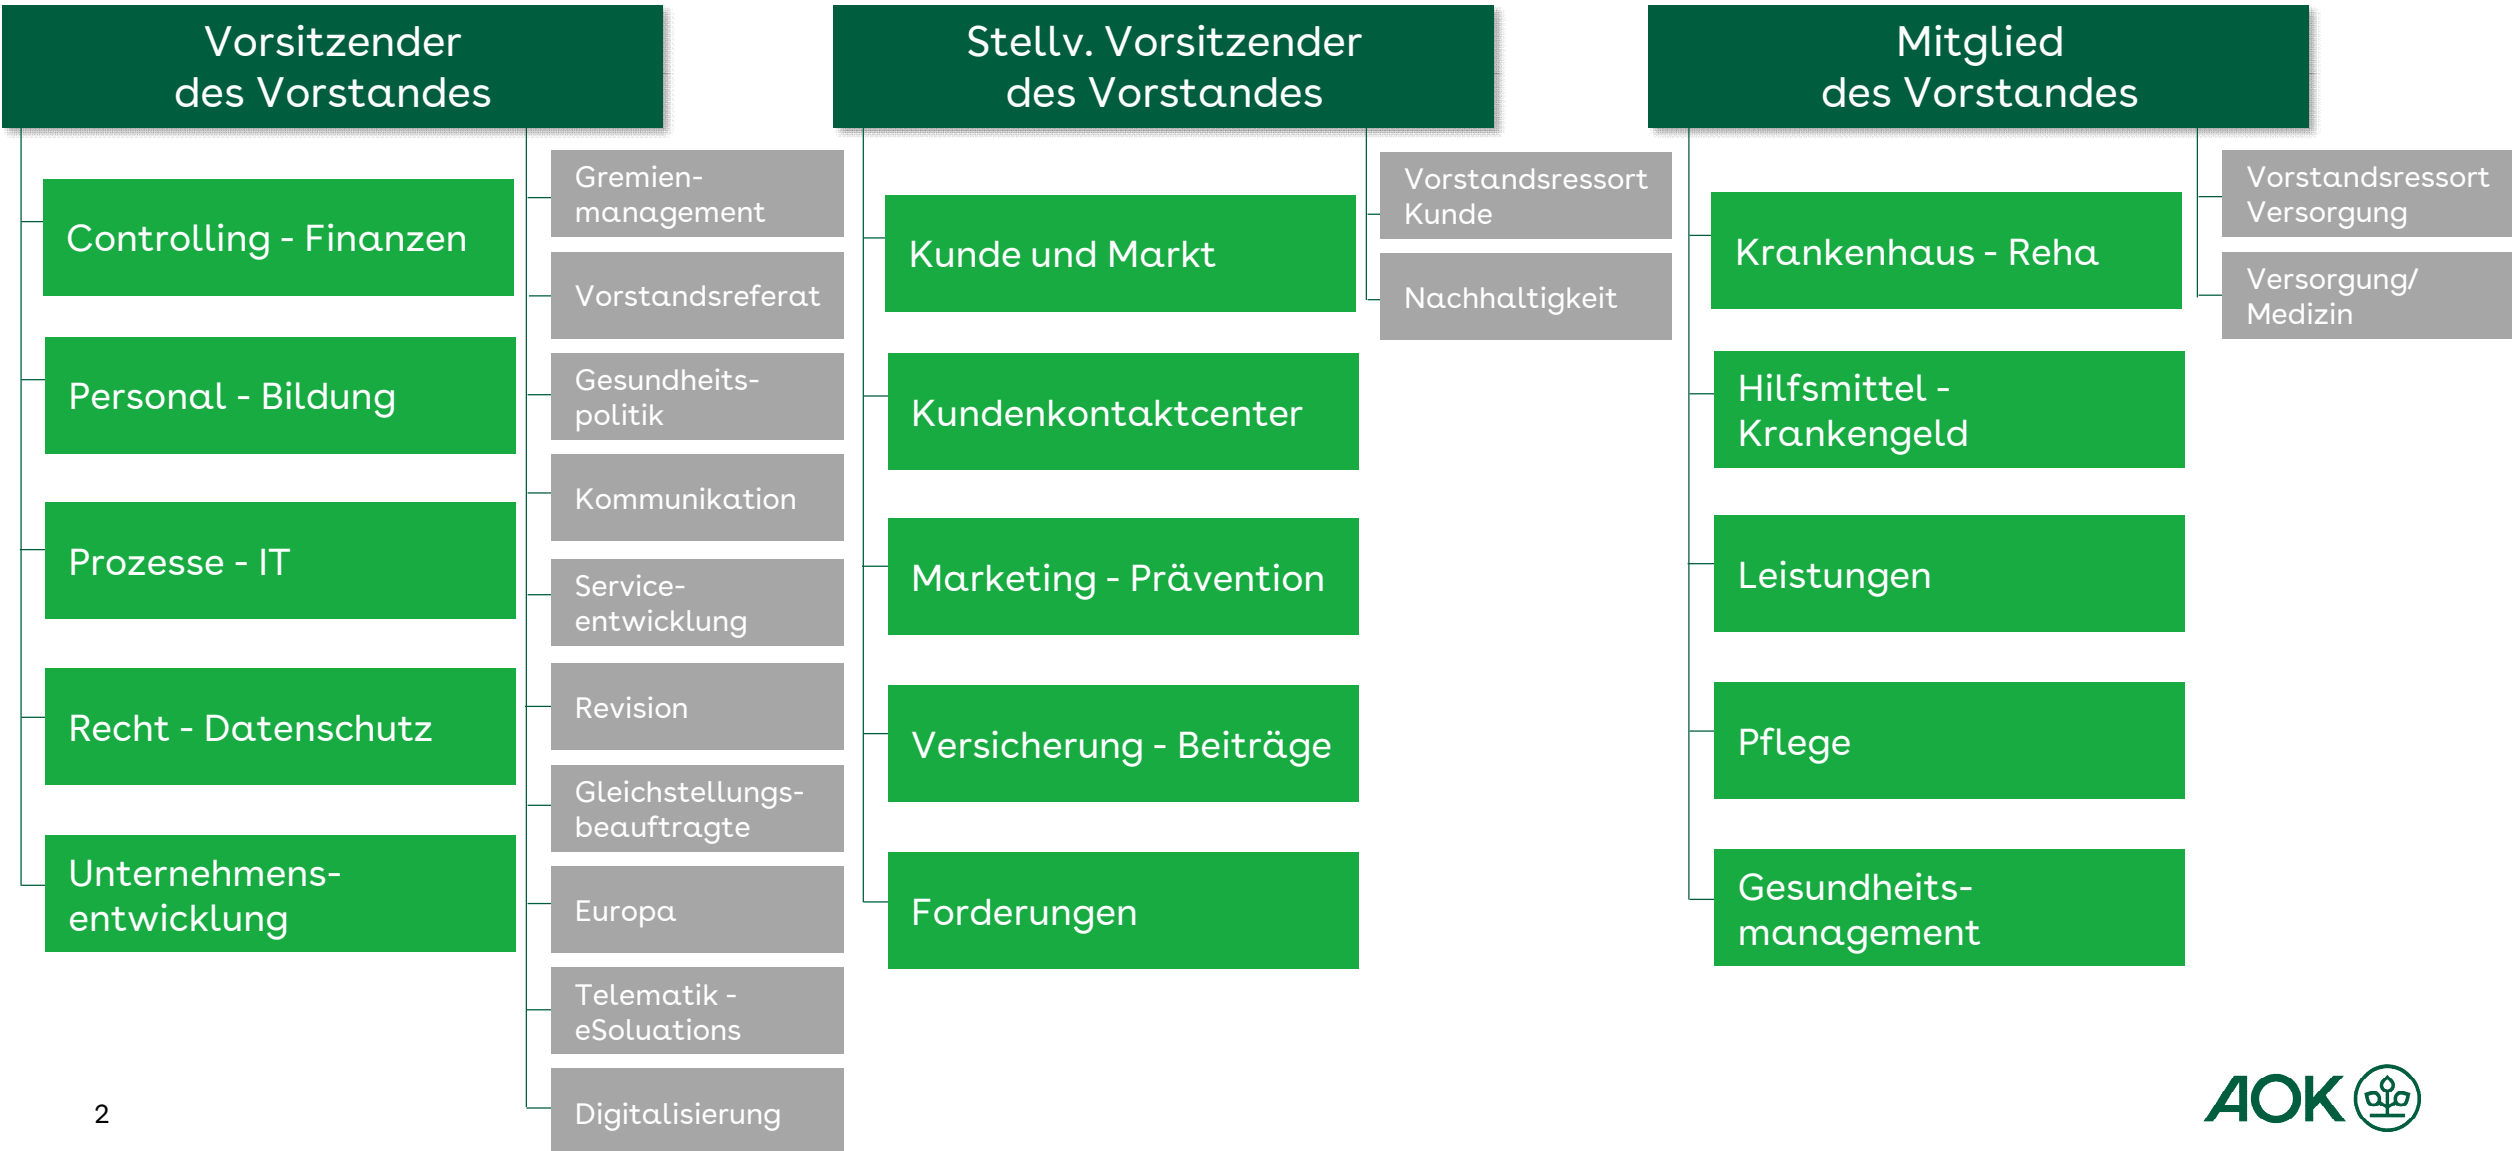 Vorsitzender
des Vorstandes
Controlling - Finanzen
Personal - Bildung
Prozesse - IT
Recht - Datenschutz
Unternehmens-
entwicklung
Gremien-
management
Vorstandsreferat
Gesundheits-
politik
Kommunikation
Service-
entwicklung
Revision
Gleichstellungs-
beauftragte
Europa
Telematik -
eSoluations
Digitalisierung
Stellv. Vorsitzender
des Vorstandes
Kunde und Markt
Kundenkontaktcenter
Marketing - Prävention
Versicherung - Beiträge
Forderungen
Vorstandsressort
Kunde
Nachhaltigkeit
Mitglied
des Vorstandes
Krankenhaus - Reha
Hilfsmittel -
Krankengeld
Leistungen
Pflege
Gesundheits-
management
Vorstandsressort
Versorgung
Versorgung/
Medizin
2
AOK